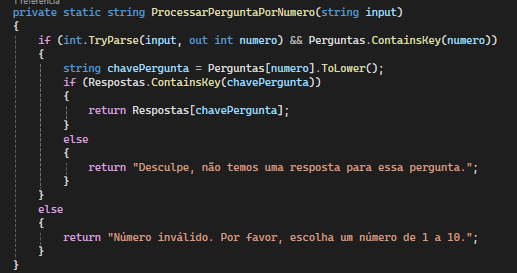 1 referência
private static string ProcessarPerguntaPorNumero(string input)
{
if (int.TryParse(input, out int numero) && Perguntas.ContainsKey(numero))
{
string chavePergunta = Perguntas[numero].ToLower();
if (Respostas.ContainsKey(chavePergunta))
{
return Respostas[chavePergunta];
}
else
{
return "Desculpe, não temos uma resposta para essa pergunta.";
}
}
else
{
return "Número inválido. Por favor, escolha um número de 1 a 10.";
}
}